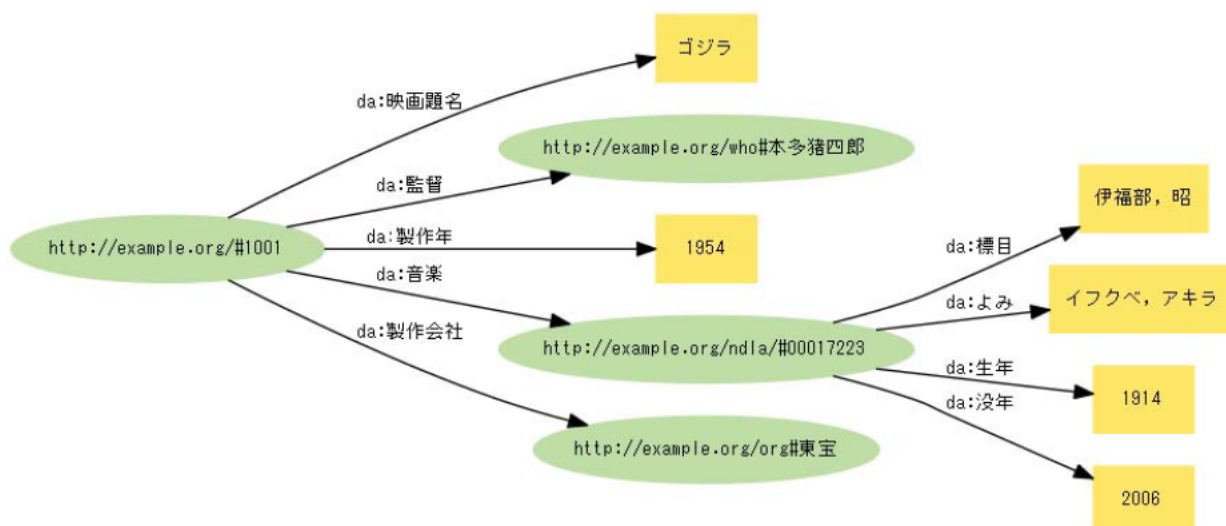 ゴジラ
da:映画題名
http://example.org/who#本多猪四郎
da:監督
伊福部, 昭
http://example.org/#1001
da:製作年
1954
da:標目
da:音楽
da:よみ
イフクベ, アキラ
da:製作会社
http://example.org/ndla/#00017223
da:生年
1914
da:没年
http://example.org/org#東宝
2006